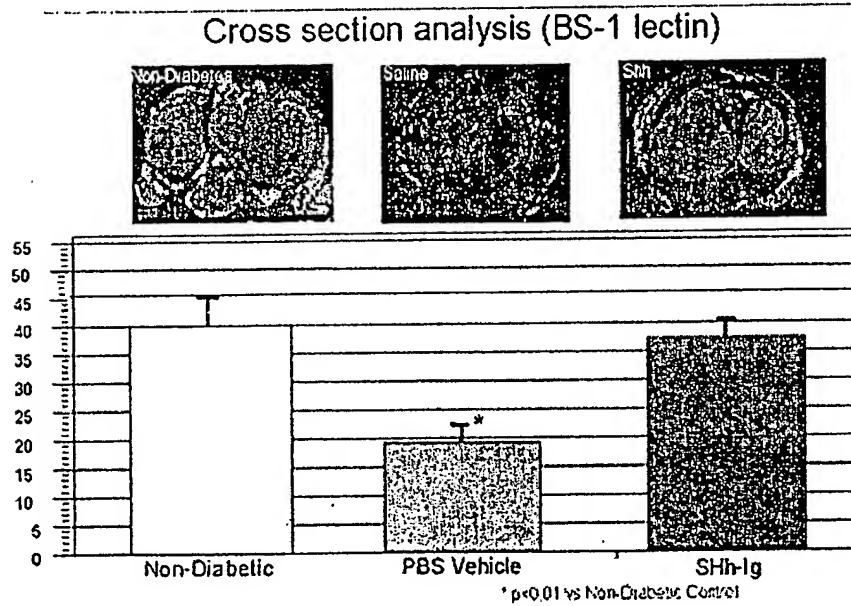 Cross section analysis (BS-1 lectin)
Non-Diabetes
Saline
Shh
55
50
45
40
35
30
25
20
15
10
5
0
*
Non-Diabetic
PBS Vehicle
SHh-Ig
* p<0.01 vs Non-Diabetic Control